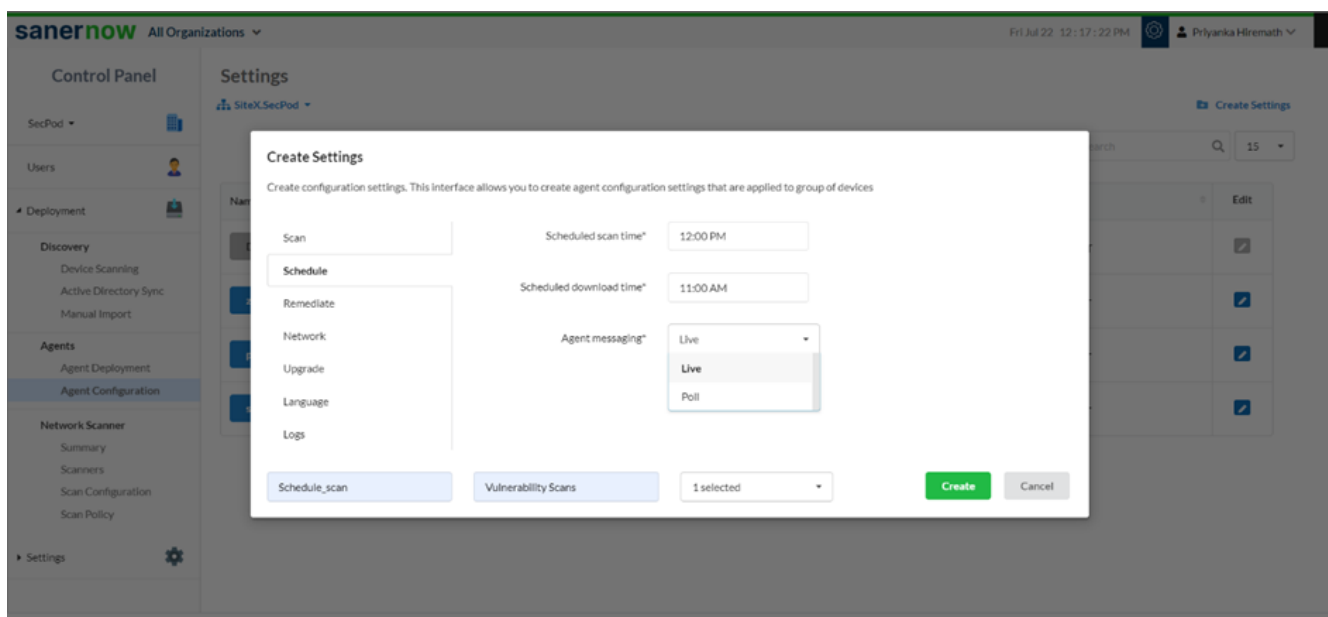 sanernow All Organizations
Fri Jul 22 12:17:22 PM
Priyanka Hiremath
Control Panel
Settings
SiteX.SecPod
Create Settings
SecPod
15
Users
Create Settings
Create configuration settings. This interface allows you to create agent configuration settings that are applied to group of devices
Edit
Deployment
Discovery
Device Scanning
Active Directory Sync
Manual Import
Agents
Agent Deployment
Agent Configuration
Network Scanner
Summary
Scanners
Scan Configuration
Scan Policy
Settings
Scan
Schedule
Remediate
Network
Upgrade
Language
Logs
Scheduled scan time* 12:00 PM
Scheduled download time* 11:00 AM
Agent messaging* Live
Live
Poll
Schedule_scan Vulnerability Scans 1 selected Create Cancel